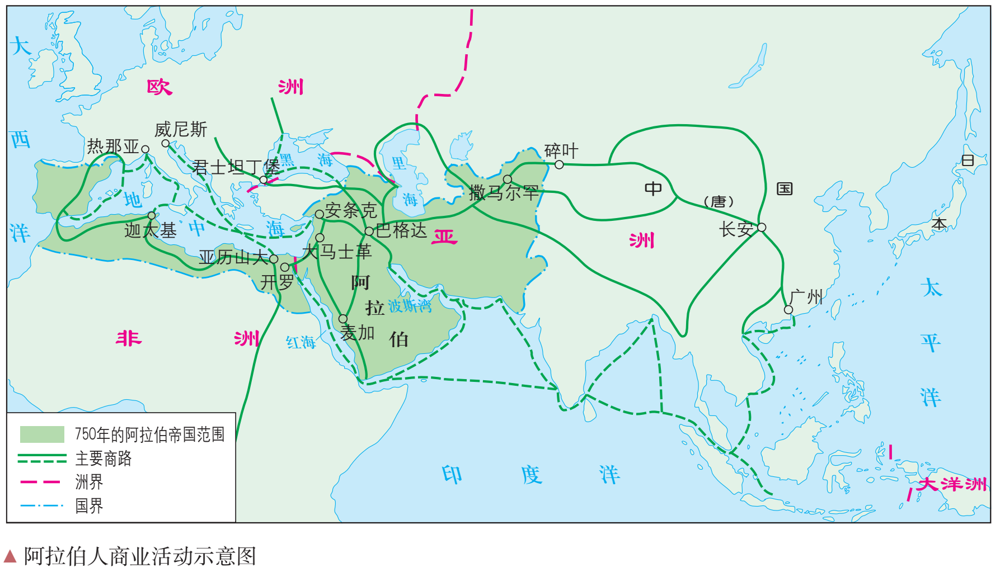 大西洋
欧洲
威尼斯
热那亚
君士坦丁堡
黑海
里海
碎叶
撒马尔罕
中国
（唐）
日本
地中海
迦太基
安条克
巴格达
亚洲
长安
大马士革
亚历山大
开罗
阿拉伯
波斯湾
广州
太平洋
非洲
红海
麦加
印度洋
大洋洲
750年的阿拉伯帝国范围
主要商路
洲界
国界
▲ 阿拉伯人商业活动示意图